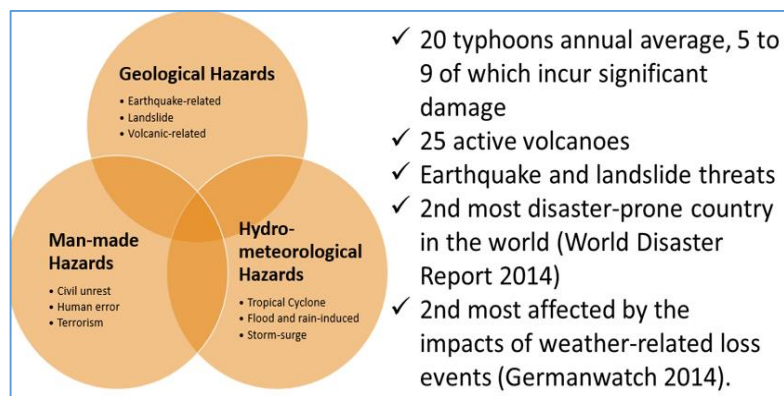 Geological Hazards
• Earthquake-related
• Landslide
• Volcanic-related
Man-made
Hazards
• Civil unrest
• Human error
• Terrorism
Hydro-
meteorological
Hazards
• Tropical Cyclone
• Flood and rain-induced
• Storm-surge
✓ 20 typhoons annual average, 5 to
9 of which incur significant
damage
✓ 25 active volcanoes
✓ Earthquake and landslide threats
✓ 2nd most disaster-prone country
in the world (World Disaster
Report 2014)
✓ 2nd most affected by the
impacts of weather-related loss
events (Germanwatch 2014).